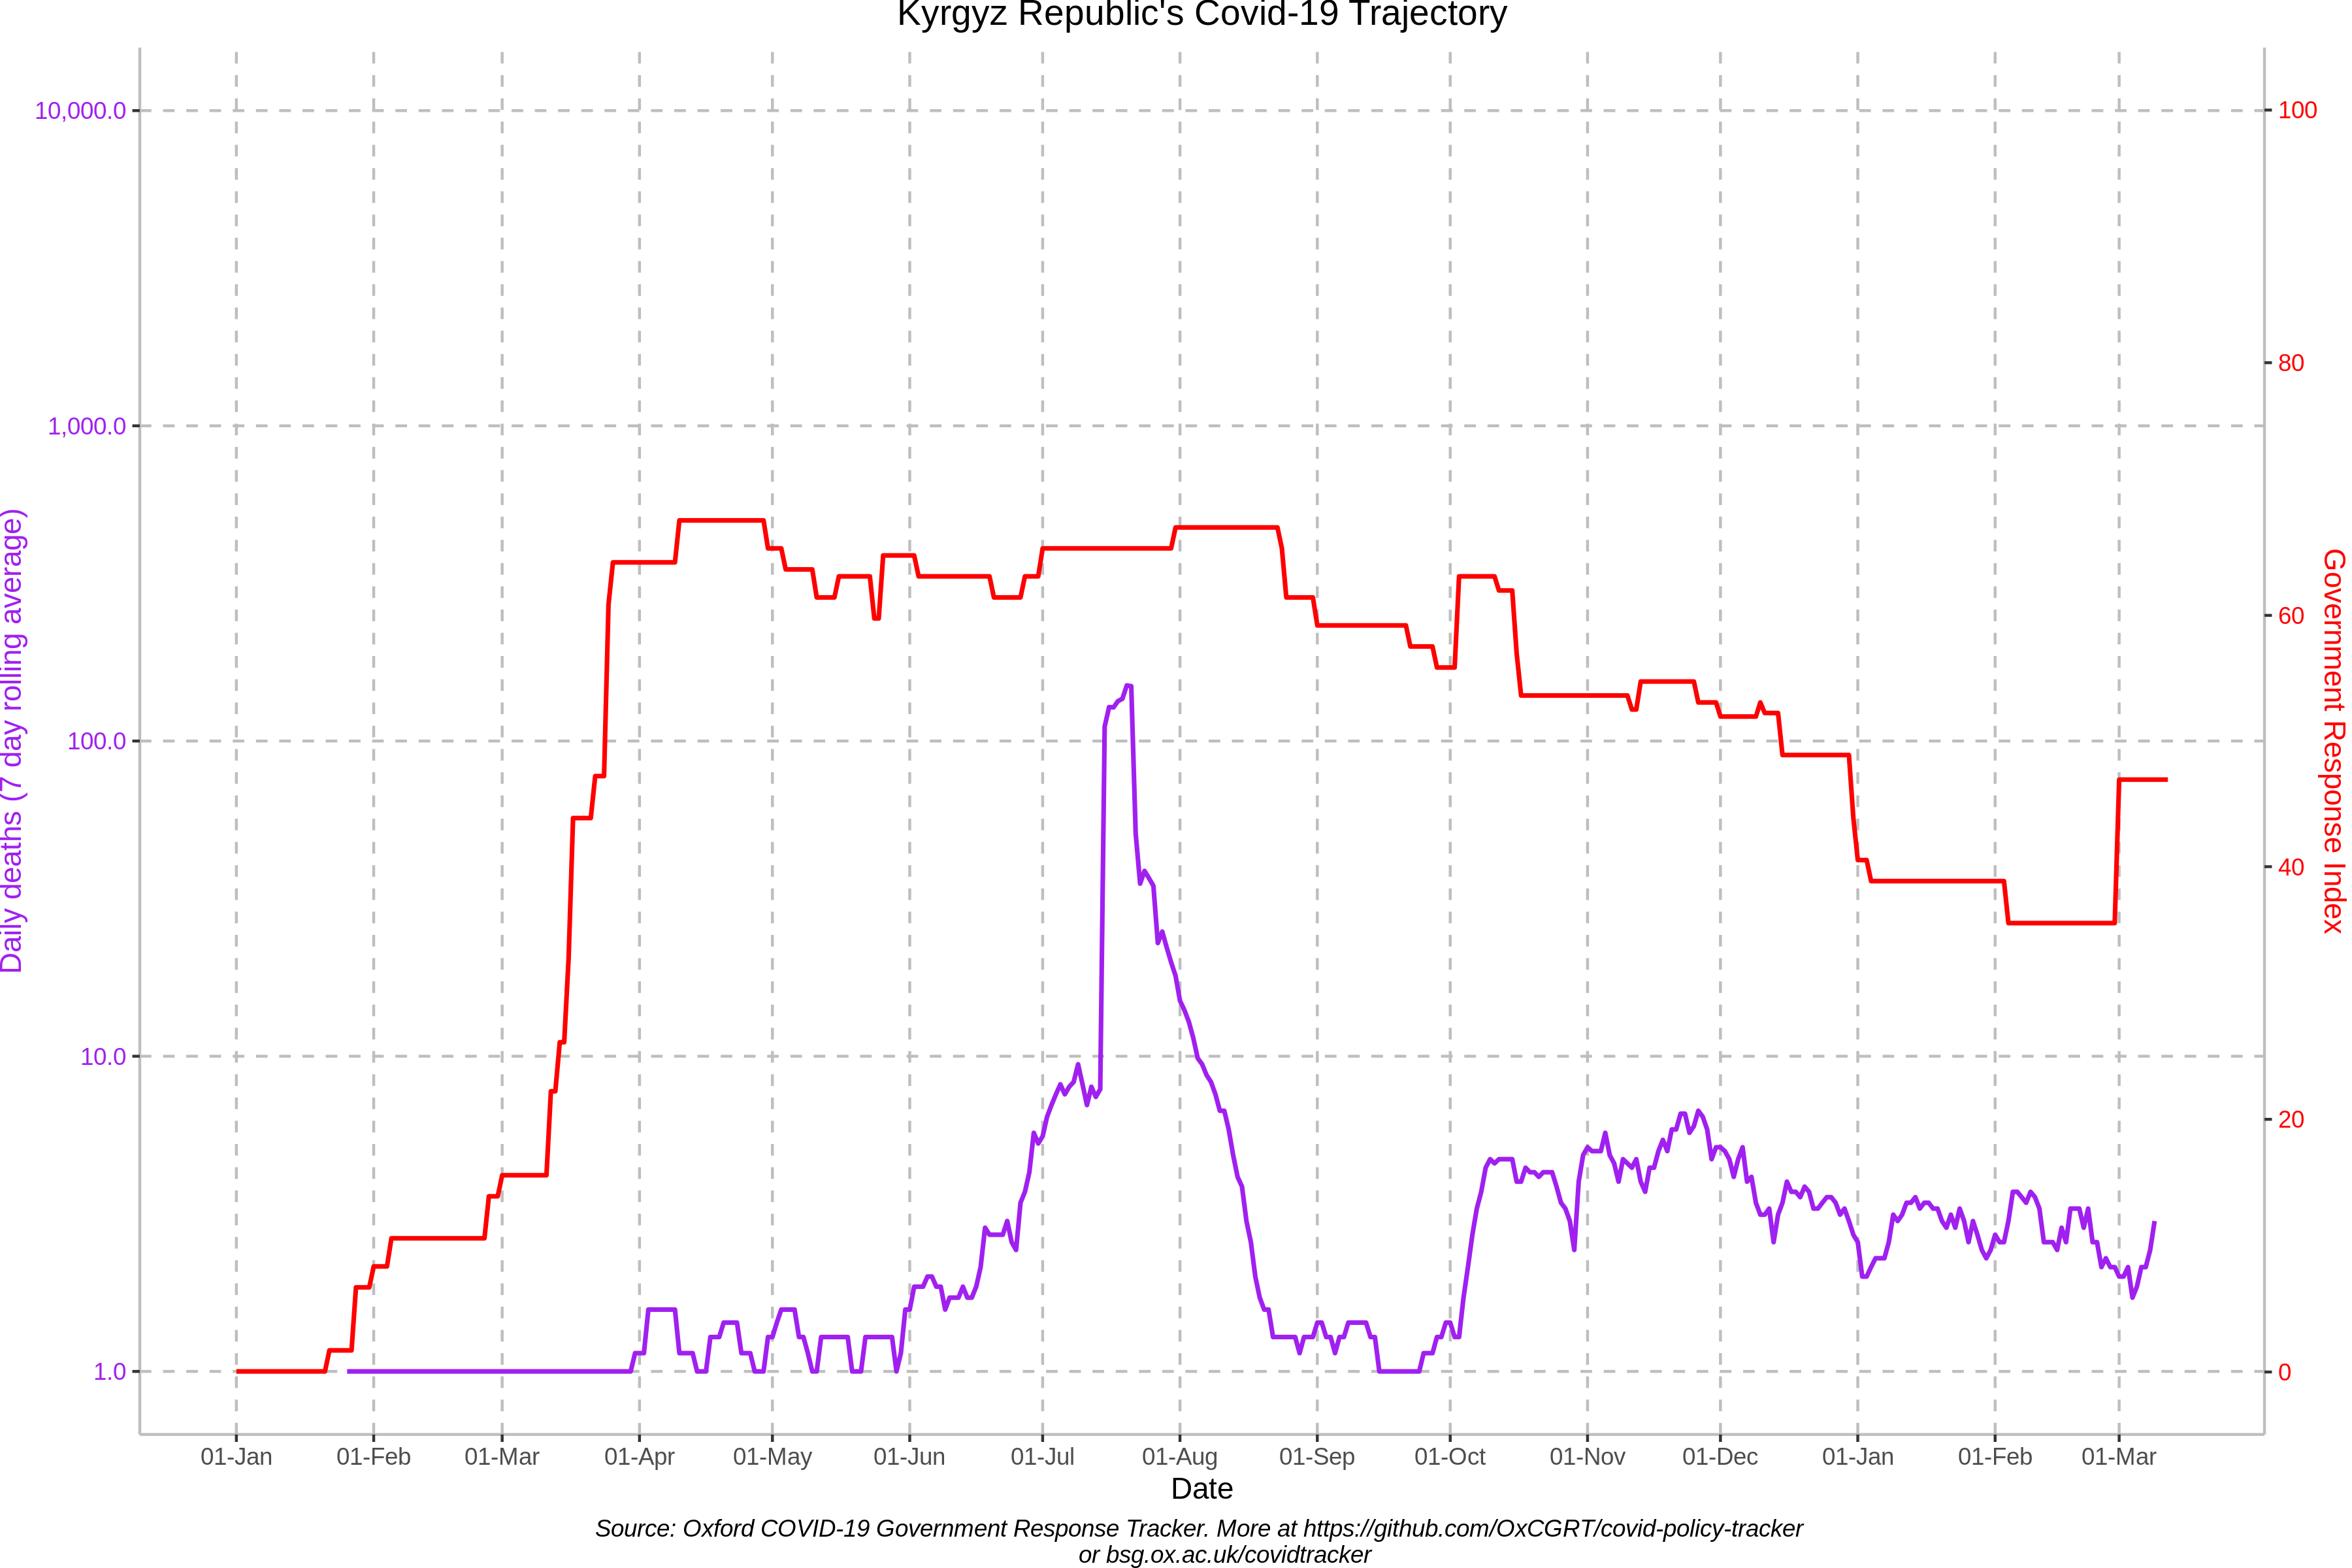 Kyrgyz Republic's Covid-19 Trajectory
10,000.0
1,000.0
100.0
10.0
1.0
Daily deaths (7 day rolling average)
100
80
60
40
20
0
Government Response Index
01-Jan 01-Feb 01-Mar 01-Apr 01-May 01-Jun 01-Jul 01-Aug 01-Sep 01-Oct 01-Nov 01-Dec 01-Jan 01-Feb 01-Mar
Date
Source: Oxford COVID-19 Government Response Tracker. More at https://github.com/OxCGRT/covid-policy-tracker
or bsg.ox.ac.uk/covidtracker